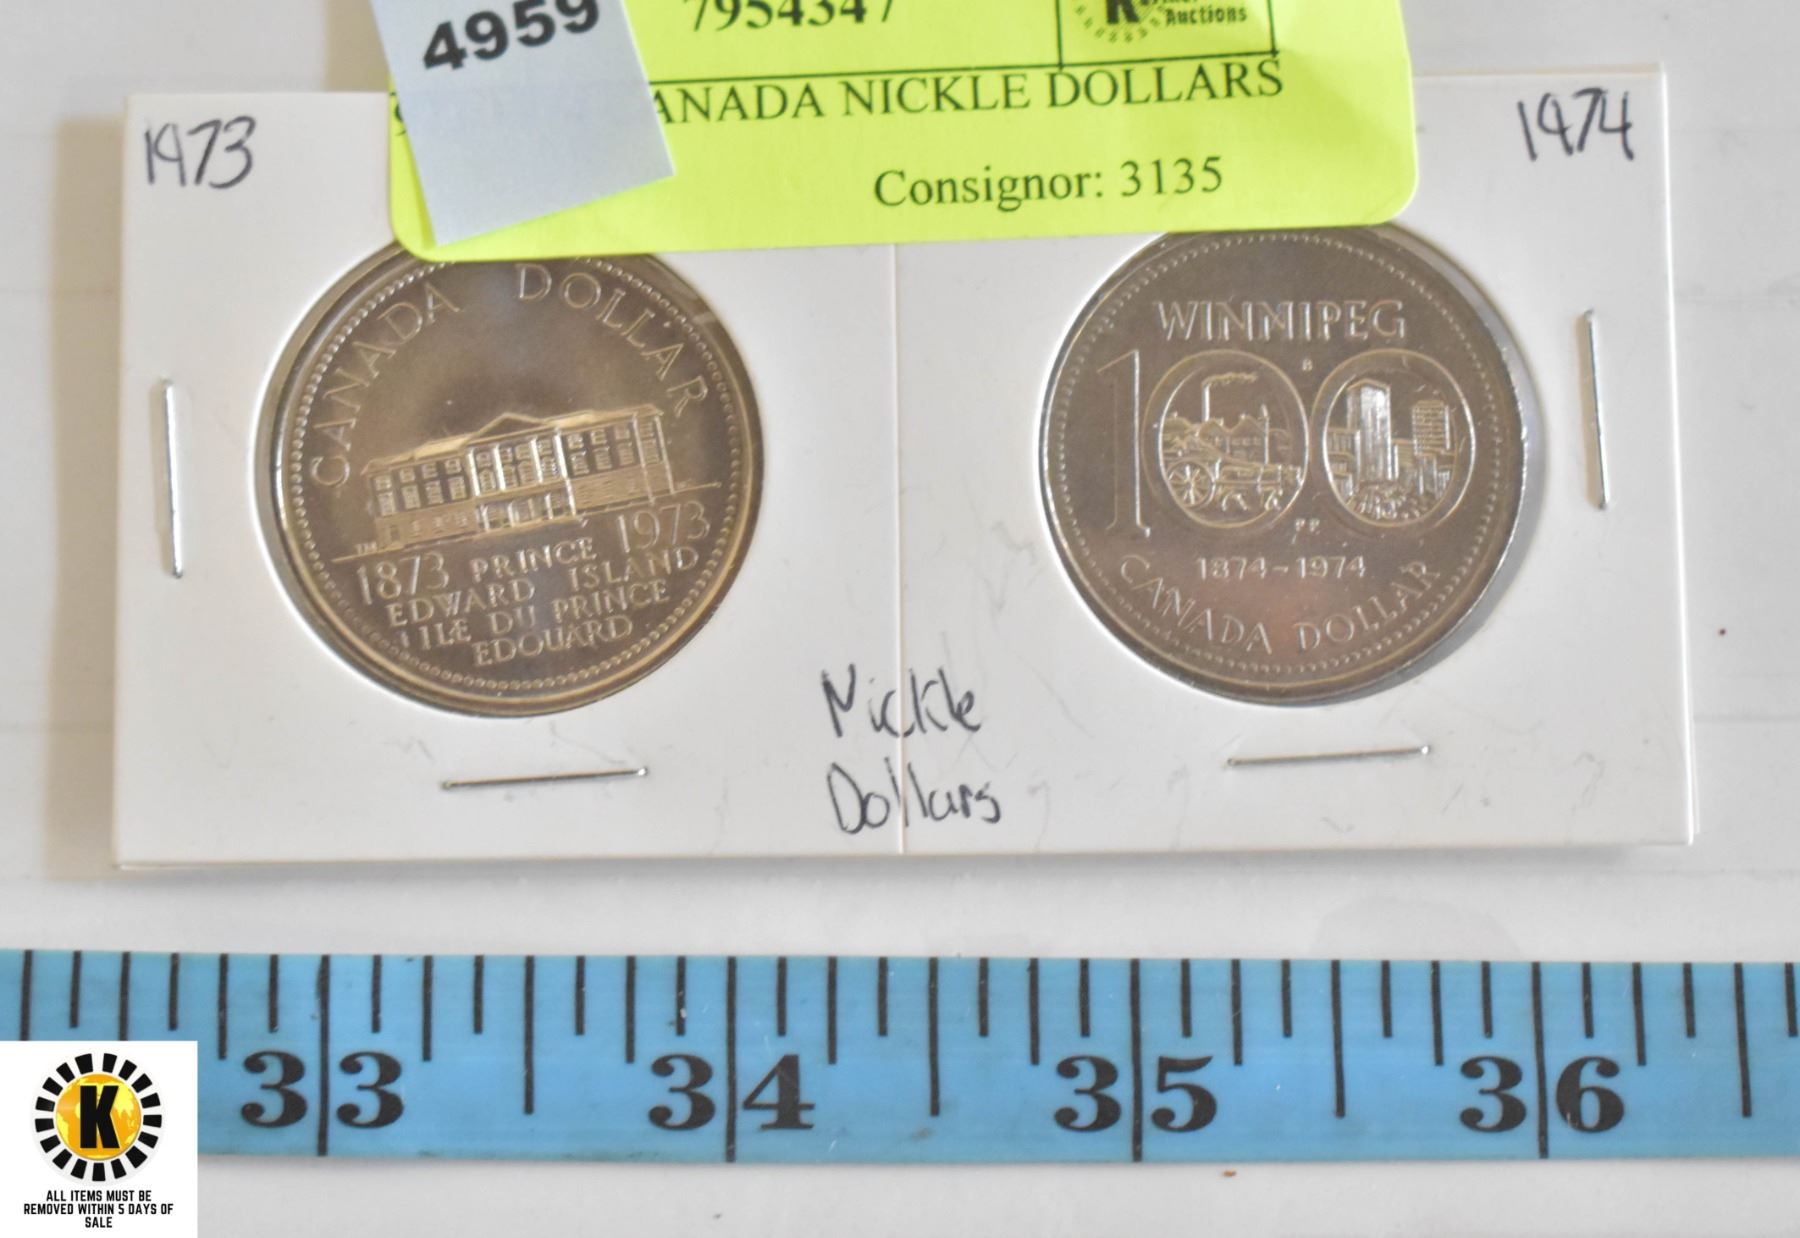 4959
7954347
K
Auctions
ANADA NICKLE DOLLARS
Consignor: 3135
1973
1974
CANADA DOLLAR
TM
1873 PRINCE 1973
EDWARD ISLAND
ILE DU PRINCE
EDOUARD
WINNIPEG
100
B
PP
1874-1974
CANADA DOLLAR
Nickle
Dollars
33 34 35 36
K
ALL ITEMS MUST BE
REMOVED WITHIN 5 DAYS OF
SALE